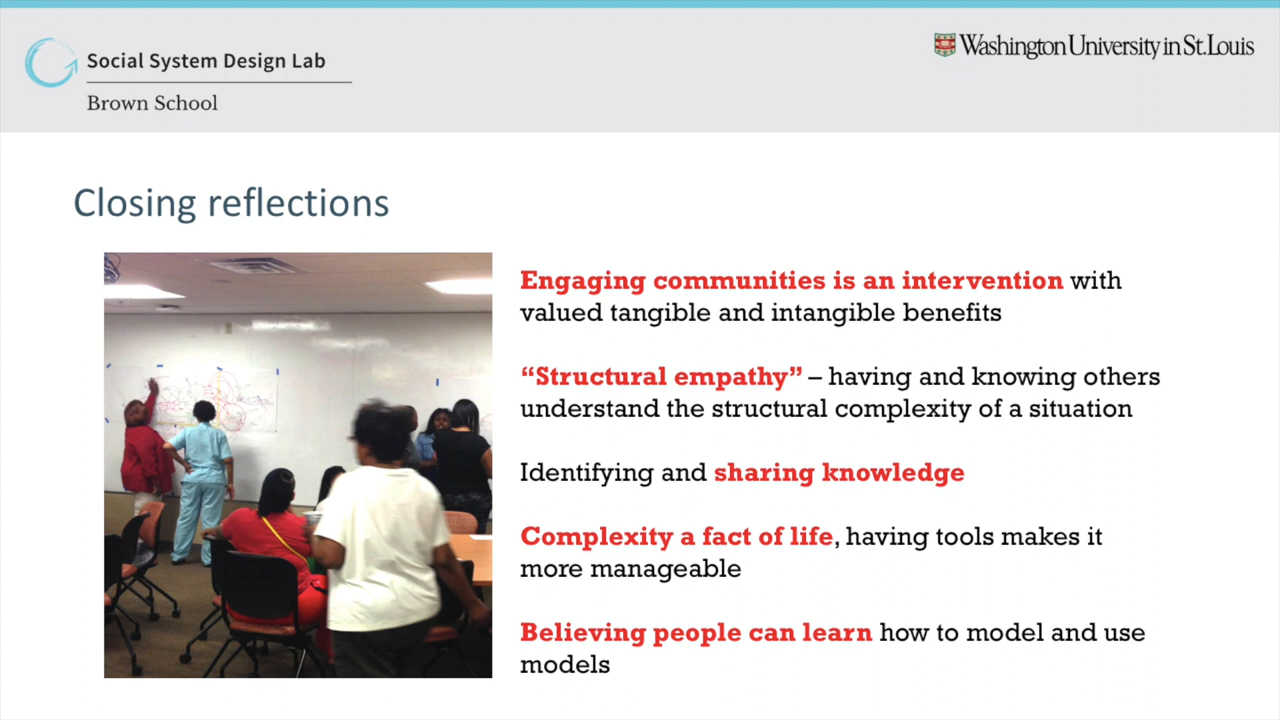 Social System Design Lab
Brown School
Washington University in St. Louis
Closing reflections
Engaging communities is an intervention with
valued tangible and intangible benefits
“Structural empathy” – having and knowing others
understand the structural complexity of a situation
Identifying and sharing knowledge
Complexity a fact of life, having tools makes it
more manageable
Believing people can learn how to model and use
models